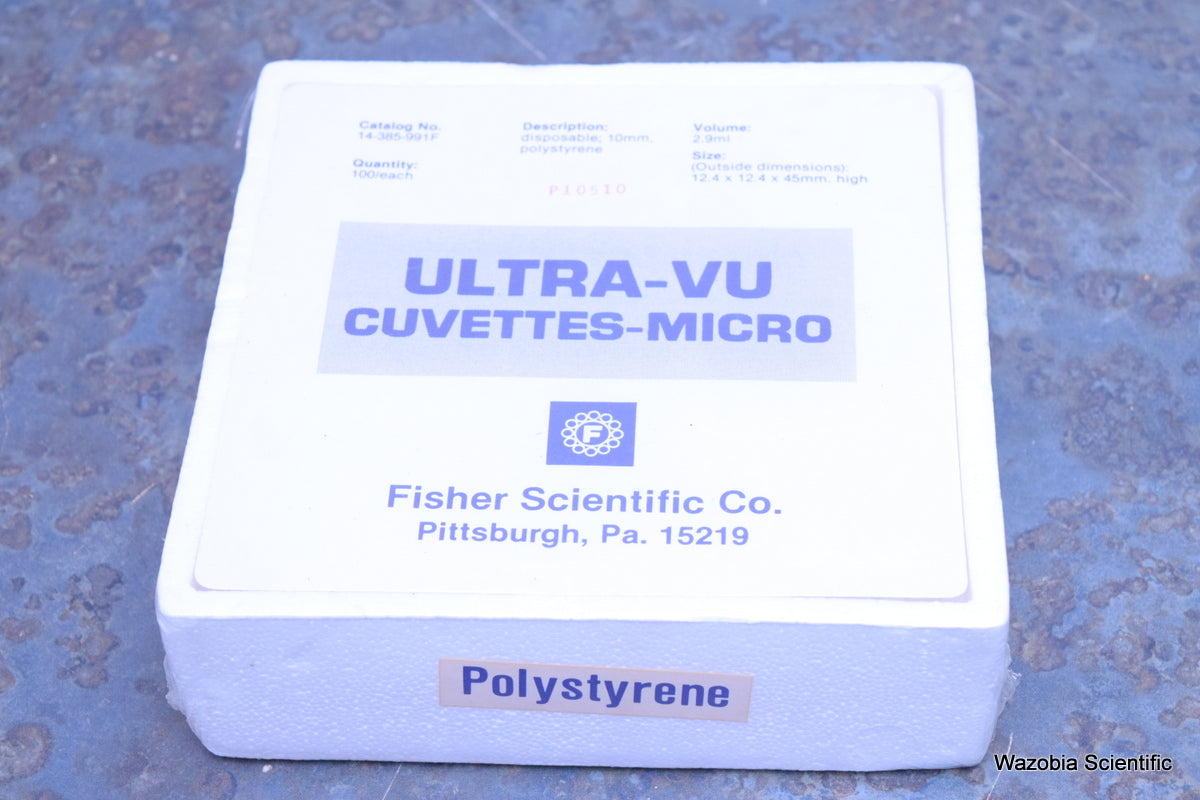 Catalog No.
14-385-991F
Quantity:
100/each
Description:
disposable; 10mm,
polystyrene
P10510
Volume:
2.9ml
Size:
(Outside dimensions):
12.4 x 12.4 x 45mm. high
ULTRA-VU
CUVETTES-MICRO
F
Fisher Scientific Co.
Pittsburgh, Pa. 15219
Polystyrene
Wazobia Scientific